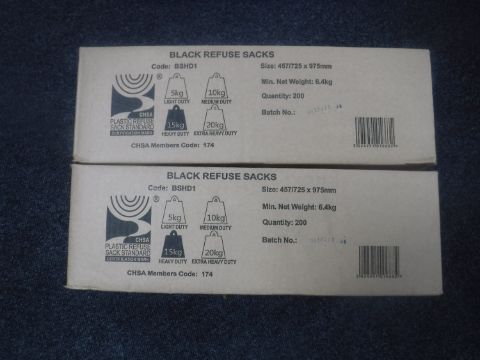 BLACK REFUSE SACKS
Code: BSHD1
Size: 457/725 x 975mm
5kg
10kg
LIGHT DUTY
MEDIUM DUTY
Min. Net Weight: 6.4kg
Quantity: 200
15kg
20kg
HEAVY DUTY
EXTRA HEAVY DUTY
Batch No.:
®
CHSA
PLASTIC REFUSE
SACK STANDARD
CHSA Members Code: 174
BLACK REFUSE SACKS
Code: BSHD1
Size: 457/725 x 975mm
5kg
10kg
LIGHT DUTY
MEDIUM DUTY
Min. Net Weight: 6.4kg
Quantity: 200
15kg
20kg
HEAVY DUTY
EXTRA HEAVY DUTY
Batch No.:
®
CHSA
PLASTIC REFUSE
SACK STANDARD
CHSA Members Code: 174